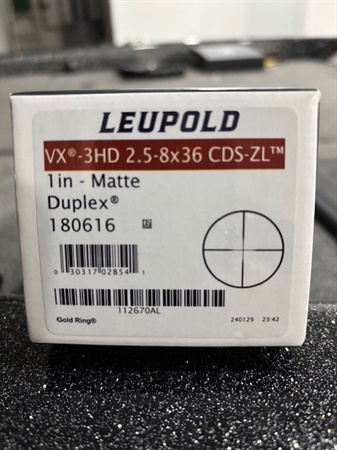 LEUPOLD
VX®-3HD 2.5-8x36 CDS-ZL™
1in - Matte
Duplex®
180616
0 30317 02854 1
112670AL
Gold Ring® 240129 23:42